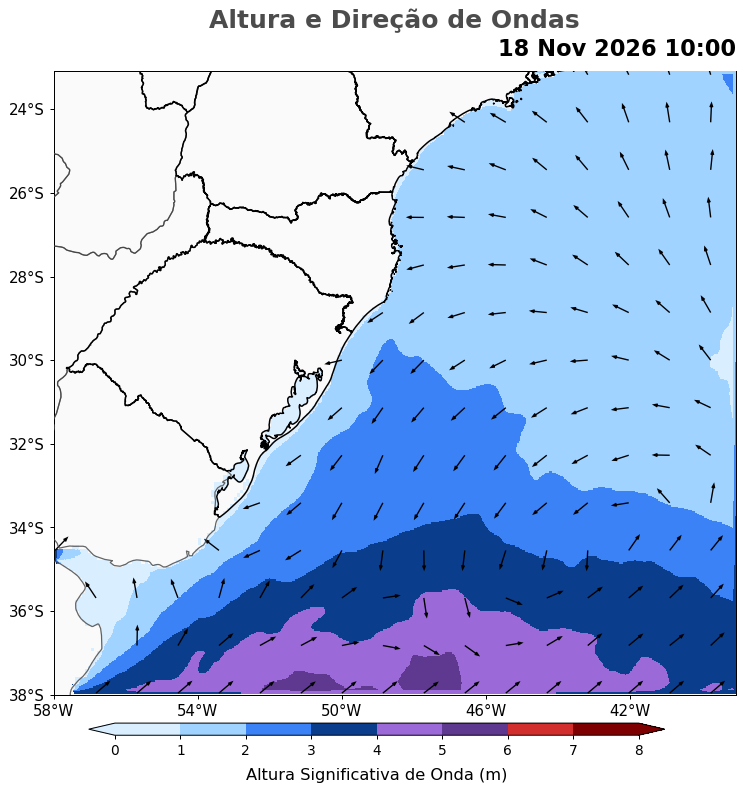 Altura e Direção de Ondas
18 Nov 2026 10:00
24°S
26°S
28°S
30°S
32°S
34°S
36°S
38°S
58°W 54°W 50°W 46°W 42°W
0 1 2 3 4 5 6 7 8
Altura Significativa de Onda (m)